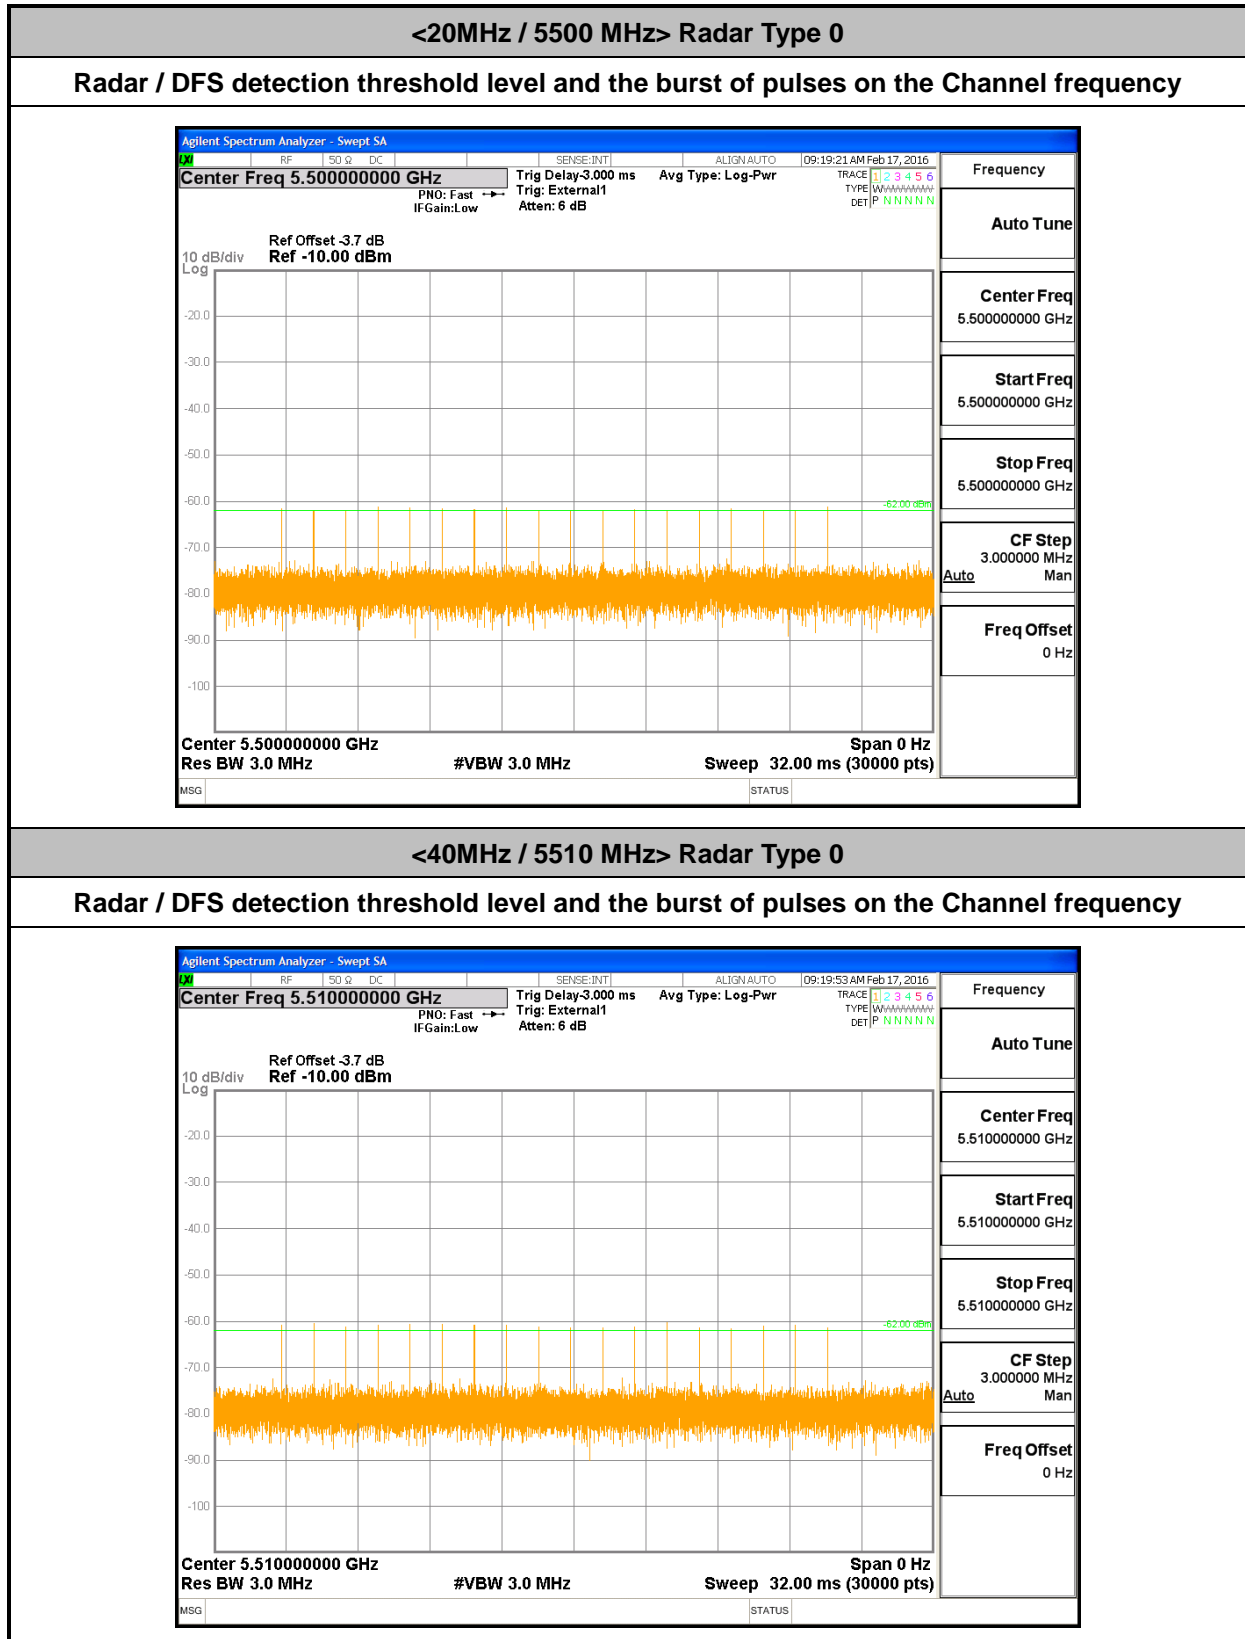 <20MHz / 5500 MHz> Radar Type 0
Radar / DFS detection threshold level and the burst of pulses on the Channel frequency
Agilent Spectrum Analyzer - Swept SA
LXI RF 50 Ω DC SENSE:INT ALIGN AUTO 09:19:21 AM Feb 17, 2016
Center Freq 5.500000000 GHz
PNO: Fast
IFGain:Low
Trig Delay-3.000 ms
Trig: External1
Atten: 6 dB
Avg Type: Log-Pwr
TRACE 1 2 3 4 5 6
TYPE WWWWWW
DET P N N N N N
Ref Offset -3.7 dB
10 dB/div Ref -10.00 dBm
Log
-20.0
-30.0
-40.0
-50.0
-60.0
-62.00 dBm
-70.0
-80.0
-90.0
-100
Center 5.500000000 GHz Span 0 Hz
Res BW 3.0 MHz #VBW 3.0 MHz Sweep 32.00 ms (30000 pts)
MSG STATUS
Frequency
Auto Tune
Center Freq
5.500000000 GHz
Start Freq
5.500000000 GHz
Stop Freq
5.500000000 GHz
CF Step
3.000000 MHz
Auto Man
Freq Offset
0 Hz
<40MHz / 5510 MHz> Radar Type 0
Radar / DFS detection threshold level and the burst of pulses on the Channel frequency
Agilent Spectrum Analyzer - Swept SA
LXI RF 50 Ω DC SENSE:INT ALIGN AUTO 09:19:53 AM Feb 17, 2016
Center Freq 5.510000000 GHz
PNO: Fast
IFGain:Low
Trig Delay-3.000 ms
Trig: External1
Atten: 6 dB
Avg Type: Log-Pwr
TRACE 1 2 3 4 5 6
TYPE WWWWWW
DET P N N N N N
Ref Offset -3.7 dB
10 dB/div Ref -10.00 dBm
Log
-20.0
-30.0
-40.0
-50.0
-60.0
-62.00 dBm
-70.0
-80.0
-90.0
-100
Center 5.510000000 GHz Span 0 Hz
Res BW 3.0 MHz #VBW 3.0 MHz Sweep 32.00 ms (30000 pts)
MSG STATUS
Frequency
Auto Tune
Center Freq
5.510000000 GHz
Start Freq
5.510000000 GHz
Stop Freq
5.510000000 GHz
CF Step
3.000000 MHz
Auto Man
Freq Offset
0 Hz